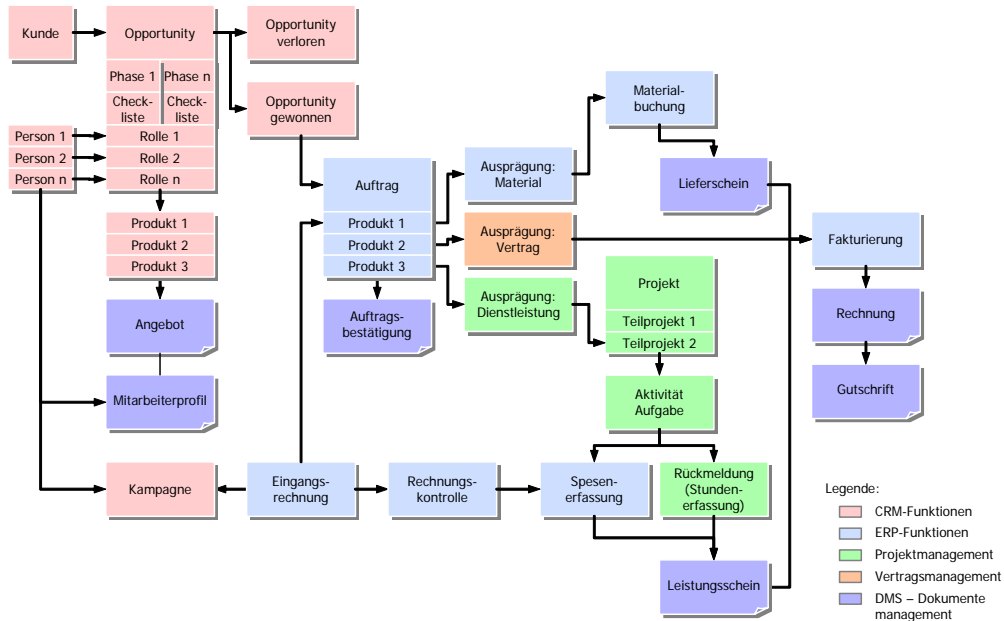 Kunde
Opportunity
Opportunity
verloren
Phase 1
Phase n
Check-
liste
Check-
liste
Opportunity
gewonnen
Person 1
Rolle 1
Person 2
Rolle 2
Person n
Rolle n
Produkt 1
Produkt 2
Produkt 3
Angebot
Mitarbeiterprofil
Kampagne
Auftrag
Produkt 1
Produkt 2
Produkt 3
Auftrags-
bestätigung
Ausprägung:
Material
Ausprägung:
Vertrag
Ausprägung:
Dienstleistung
Material-
buchung
Lieferschein
Projekt
Teilprojekt 1
Teilprojekt 2
Aktivität
Aufgabe
Eingangs-
rechnung
Rechnungs-
kontrolle
Spesen-
erfassung
Rückmeldung
(Stunden-
erfassung)
Leistungsschein
Fakturierung
Rechnung
Gutschrift
Legende:
CRM-Funktionen
ERP-Funktionen
Projektmanagement
Vertragsmanagement
DMS – Dokumente
management